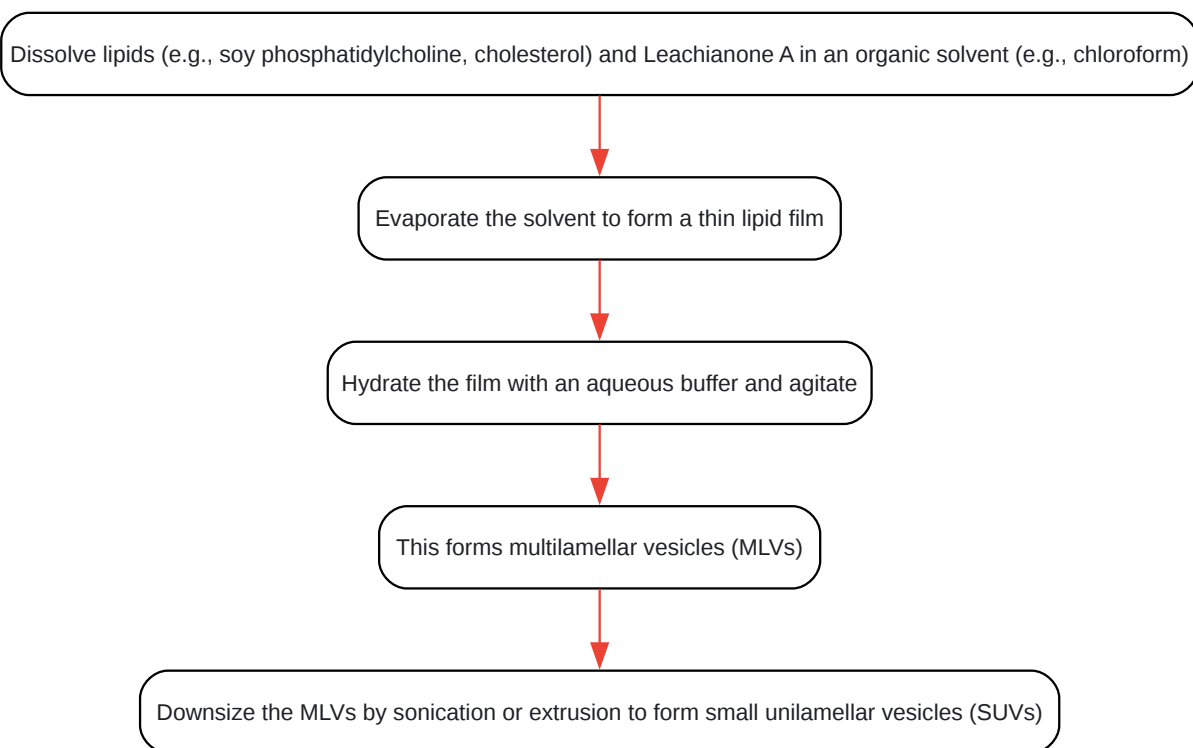 Dissolve lipids (e.g., soy phosphatidylcholine, cholesterol) and Leachianone A in an organic solvent (e.g., chloroform)
Evaporate the solvent to form a thin lipid film
Hydrate the film with an aqueous buffer and agitate
This forms multilamellar vesicles (MLVs)
Downsize the MLVs by sonication or extrusion to form small unilamellar vesicles (SUVs)